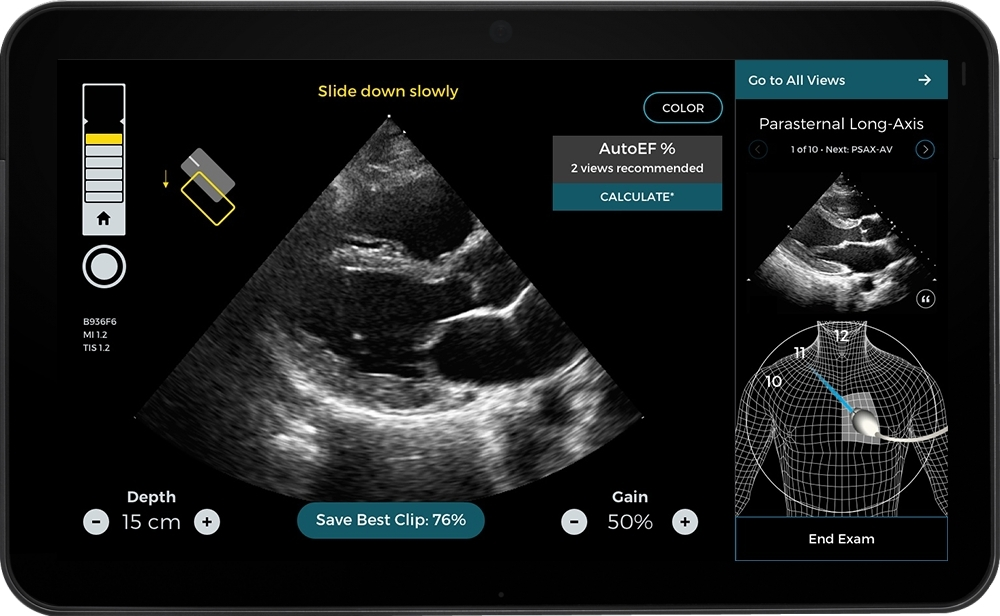 Slide down slowly
COLOR
AutoEF %
2 views recommended
CALCULATE*
B936F6
MI 1.2
TIS 1.2
Depth
- 15 cm +
Save Best Clip: 76%
Gain
- 50% +
Go to All Views →
Parasternal Long-Axis
< 1 of 10 • Next: PSAX-AV >
“
12
11
10
End Exam